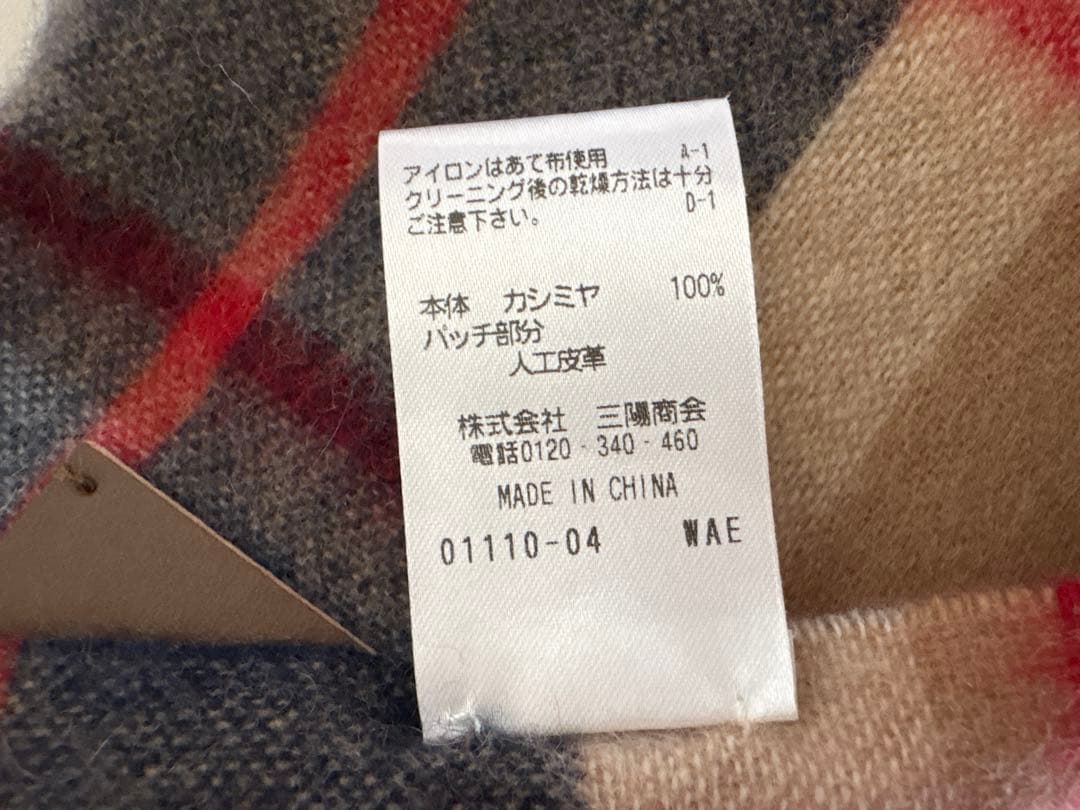 アイロンはあて布使用 A-1
クリーニング後の乾燥方法は十分
ご注意下さい。 D-1
本体 カシミヤ 100%
パッチ部分
人工皮革
株式会社 三陽商会
電話0120-340-460
MADE IN CHINA
01110-04 WAE